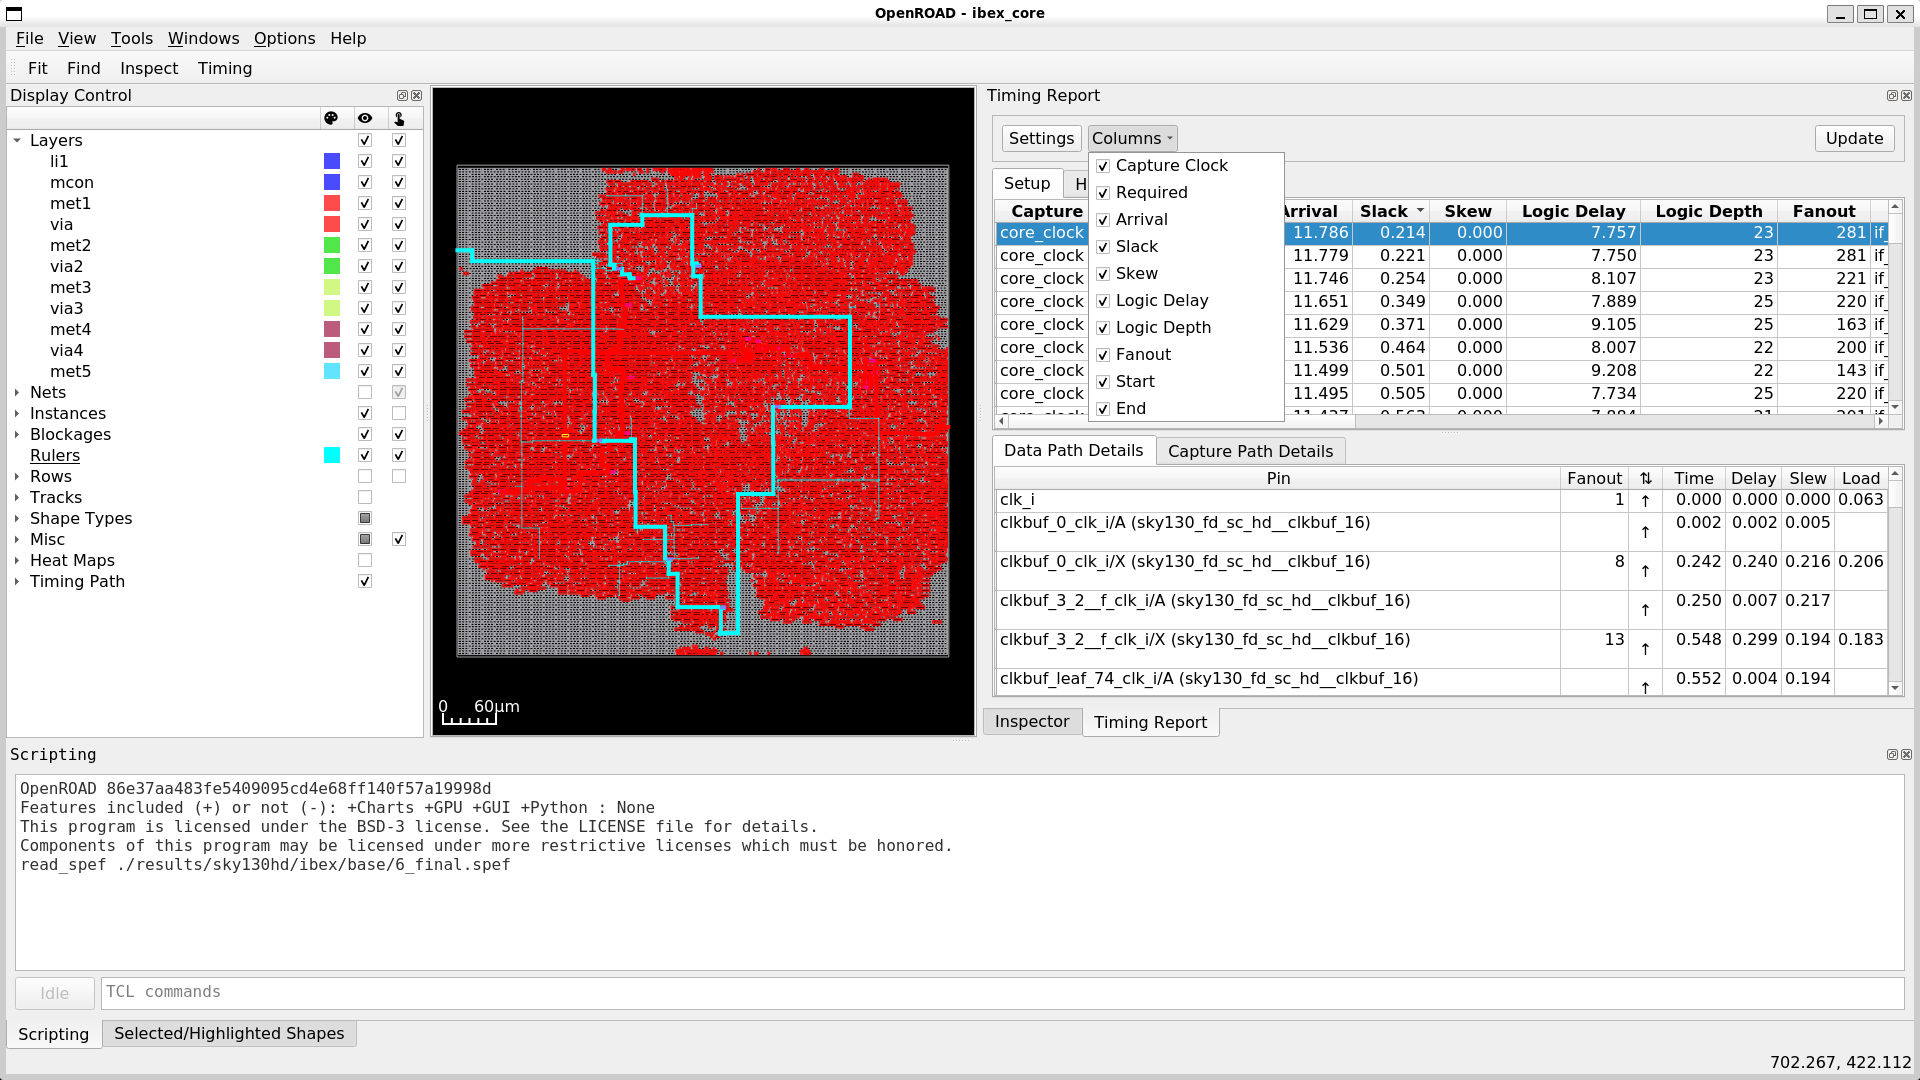 OpenROAD - ibex_core
File View Tools Windows Options Help
Fit Find Inspect Timing
Display Control
Layers
li1
mcon
met1
via
met2
via2
met3
via3
met4
via4
met5
Nets
Instances
Blockages
Rulers
Rows
Tracks
Shape Types
Misc
Heat Maps
Timing Path
0 60μm
Timing Report
Settings Columns Update
Capture Clock
Required
Arrival
Slack
Skew
Logic Delay
Logic Depth
Fanout
Start
End
Setup H
Capture Arrival Slack Skew Logic Delay Logic Depth Fanout
core_clock 11.786 0.214 0.000 7.757 23 281 if_
core_clock 11.779 0.221 0.000 7.750 23 281 if_
core_clock 11.746 0.254 0.000 8.107 23 221 if_
core_clock 11.651 0.349 0.000 7.889 25 220 if_
core_clock 11.629 0.371 0.000 9.105 25 163 if_
core_clock 11.536 0.464 0.000 8.007 22 200 if_
core_clock 11.499 0.501 0.000 9.208 22 143 if_
core_clock 11.495 0.505 0.000 7.734 25 220 if_
Data Path Details Capture Path Details
Pin Fanout ⇅ Time Delay Slew Load
clk_i 1 ↑ 0.000 0.000 0.000 0.063
clkbuf_0_clk_i/A (sky130_fd_sc_hd__clkbuf_16) ↑ 0.002 0.002 0.005
clkbuf_0_clk_i/X (sky130_fd_sc_hd__clkbuf_16) 8 ↑ 0.242 0.240 0.216 0.206
clkbuf_3_2__f_clk_i/A (sky130_fd_sc_hd__clkbuf_16) ↑ 0.250 0.007 0.217
clkbuf_3_2__f_clk_i/X (sky130_fd_sc_hd__clkbuf_16) 13 ↑ 0.548 0.299 0.194 0.183
clkbuf_leaf_74_clk_i/A (sky130_fd_sc_hd__clkbuf_16) ↑ 0.552 0.004 0.194
Inspector Timing Report
Scripting
OpenROAD 86e37aa483fe5409095cd4e68ff140f57a19998d
Features included (+) or not (-): +Charts +GPU +GUI +Python : None
This program is licensed under the BSD-3 license. See the LICENSE file for details.
Components of this program may be licensed under more restrictive licenses which must be honored.
read_spef ./results/sky130hd/ibex/base/6_final.spef
Idle TCL commands
Scripting Selected/Highlighted Shapes
702.267, 422.112